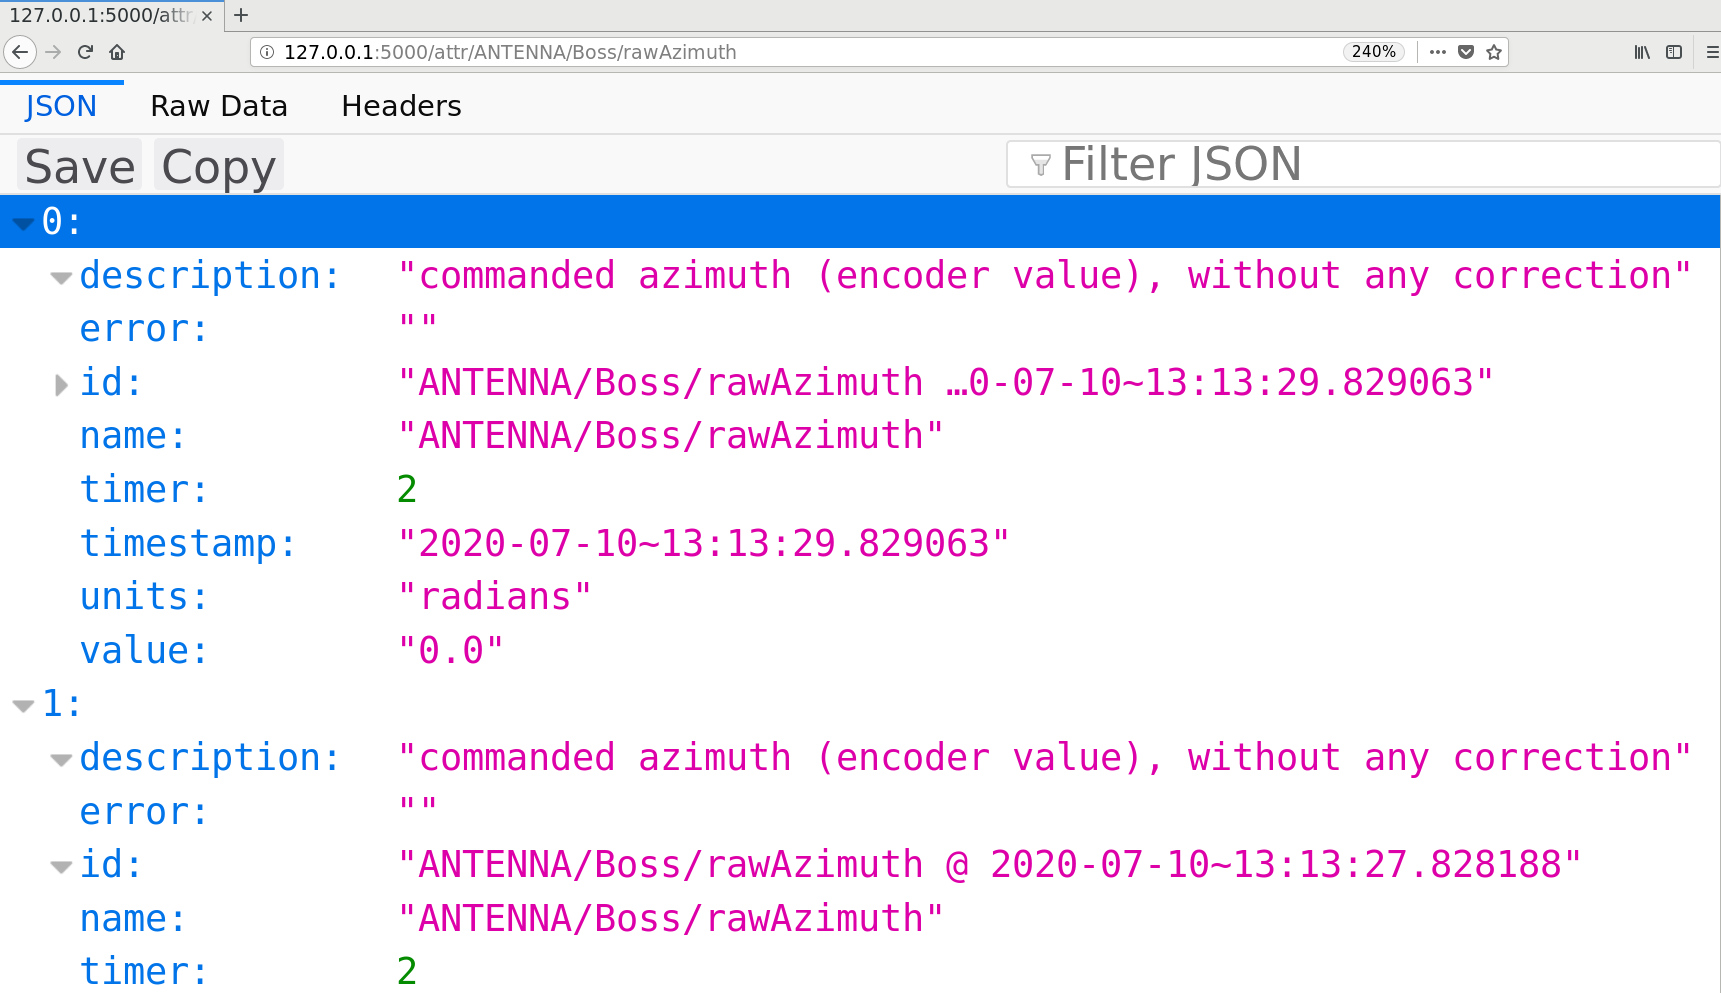 127.0.0.1:5000/attr
127.0.0.1:5000/attr/ANTENNA/Boss/rawAzimuth 240%
JSON Raw Data Headers
Save Copy Filter JSON
0:
description: "commanded azimuth (encoder value), without any correction"
error: ""
id: "ANTENNA/Boss/rawAzimuth …0-07-10~13:13:29.829063"
name: "ANTENNA/Boss/rawAzimuth"
timer: 2
timestamp: "2020-07-10~13:13:29.829063"
units: "radians"
value: "0.0"
1:
description: "commanded azimuth (encoder value), without any correction"
error: ""
id: "ANTENNA/Boss/rawAzimuth @ 2020-07-10~13:13:27.828188"
name: "ANTENNA/Boss/rawAzimuth"
timer: 2